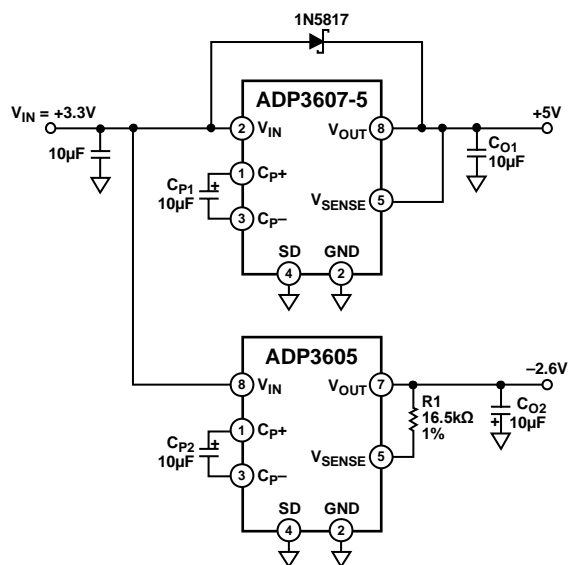 1N5817
ADP3607-5
V_IN = +3.3V
10µF
2 V_IN
V_OUT 8
+5V
C_O1
10µF
C_P1
10µF
+
1 C_P+
3 C_P–
V_SENSE 5
SD
GND
4
2
ADP3605
8 V_IN
V_OUT 7
–2.6V
R1
16.5kΩ
1%
C_O2
10µF
+
C_P2
10µF
+
1 C_P+
3 C_P–
V_SENSE 5
SD
GND
4
2